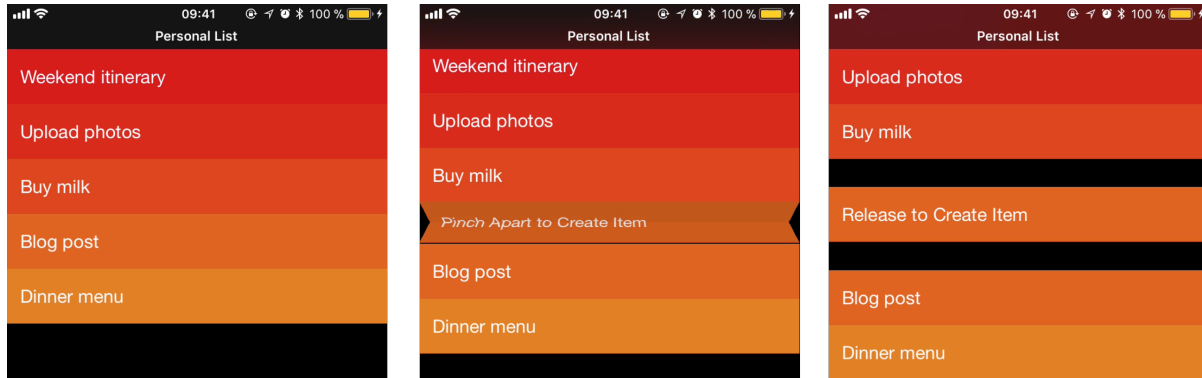 09:41 100 %
Personal List
Weekend itinerary
Upload photos
Buy milk
Blog post
Dinner menu
09:41 100 %
Personal List
Weekend itinerary
Upload photos
Buy milk
Pinch Apart to Create Item
Blog post
Dinner menu
09:41 100 %
Personal List
Upload photos
Buy milk
Release to Create Item
Blog post
Dinner menu